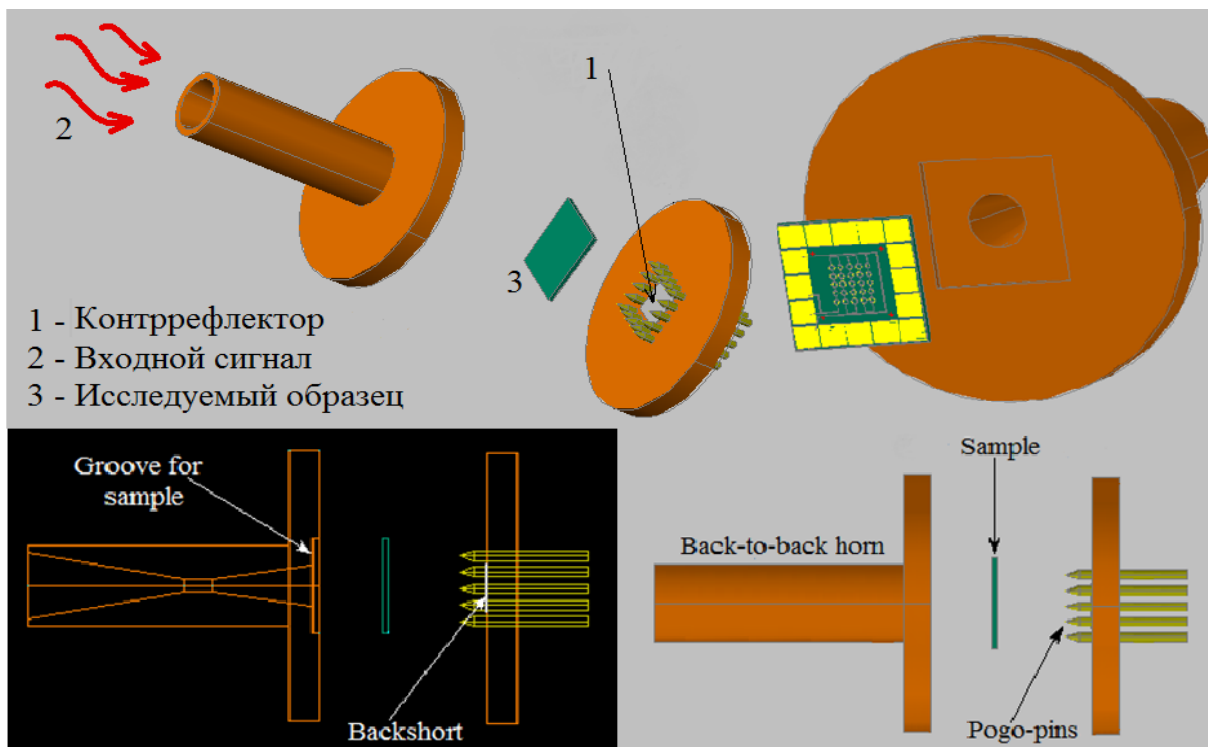 1
2
3
1 - Контррефлектор
2 - Входной сигнал
3 - Исследуемый образец
Groove for
sample
Backshort
Sample
Back-to-back horn
Pogo-pins